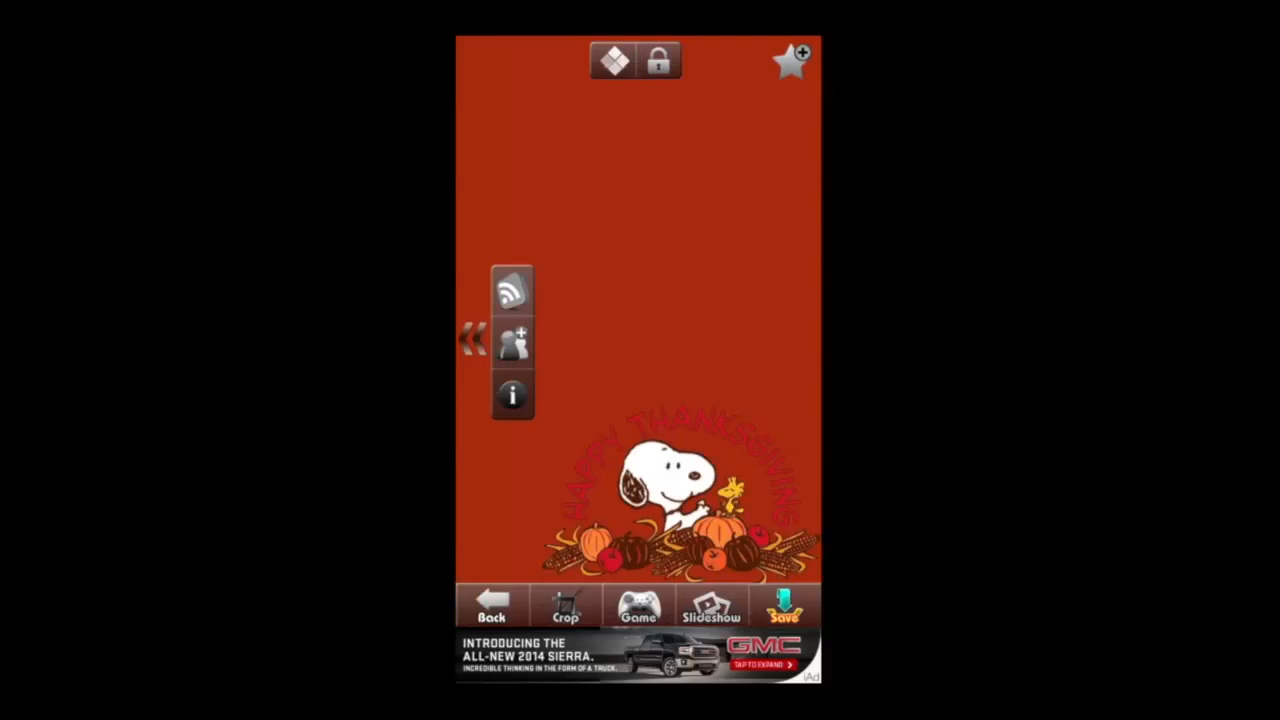 HAPPY THANKSGIVING
Back Crop Game Slideshow Save
INTRODUCING THE
ALL-NEW 2014 SIERRA.
INCREDIBLE THINKING IN THE FORM OF A TRUCK.
GMC
TAP TO EXPAND
iAd